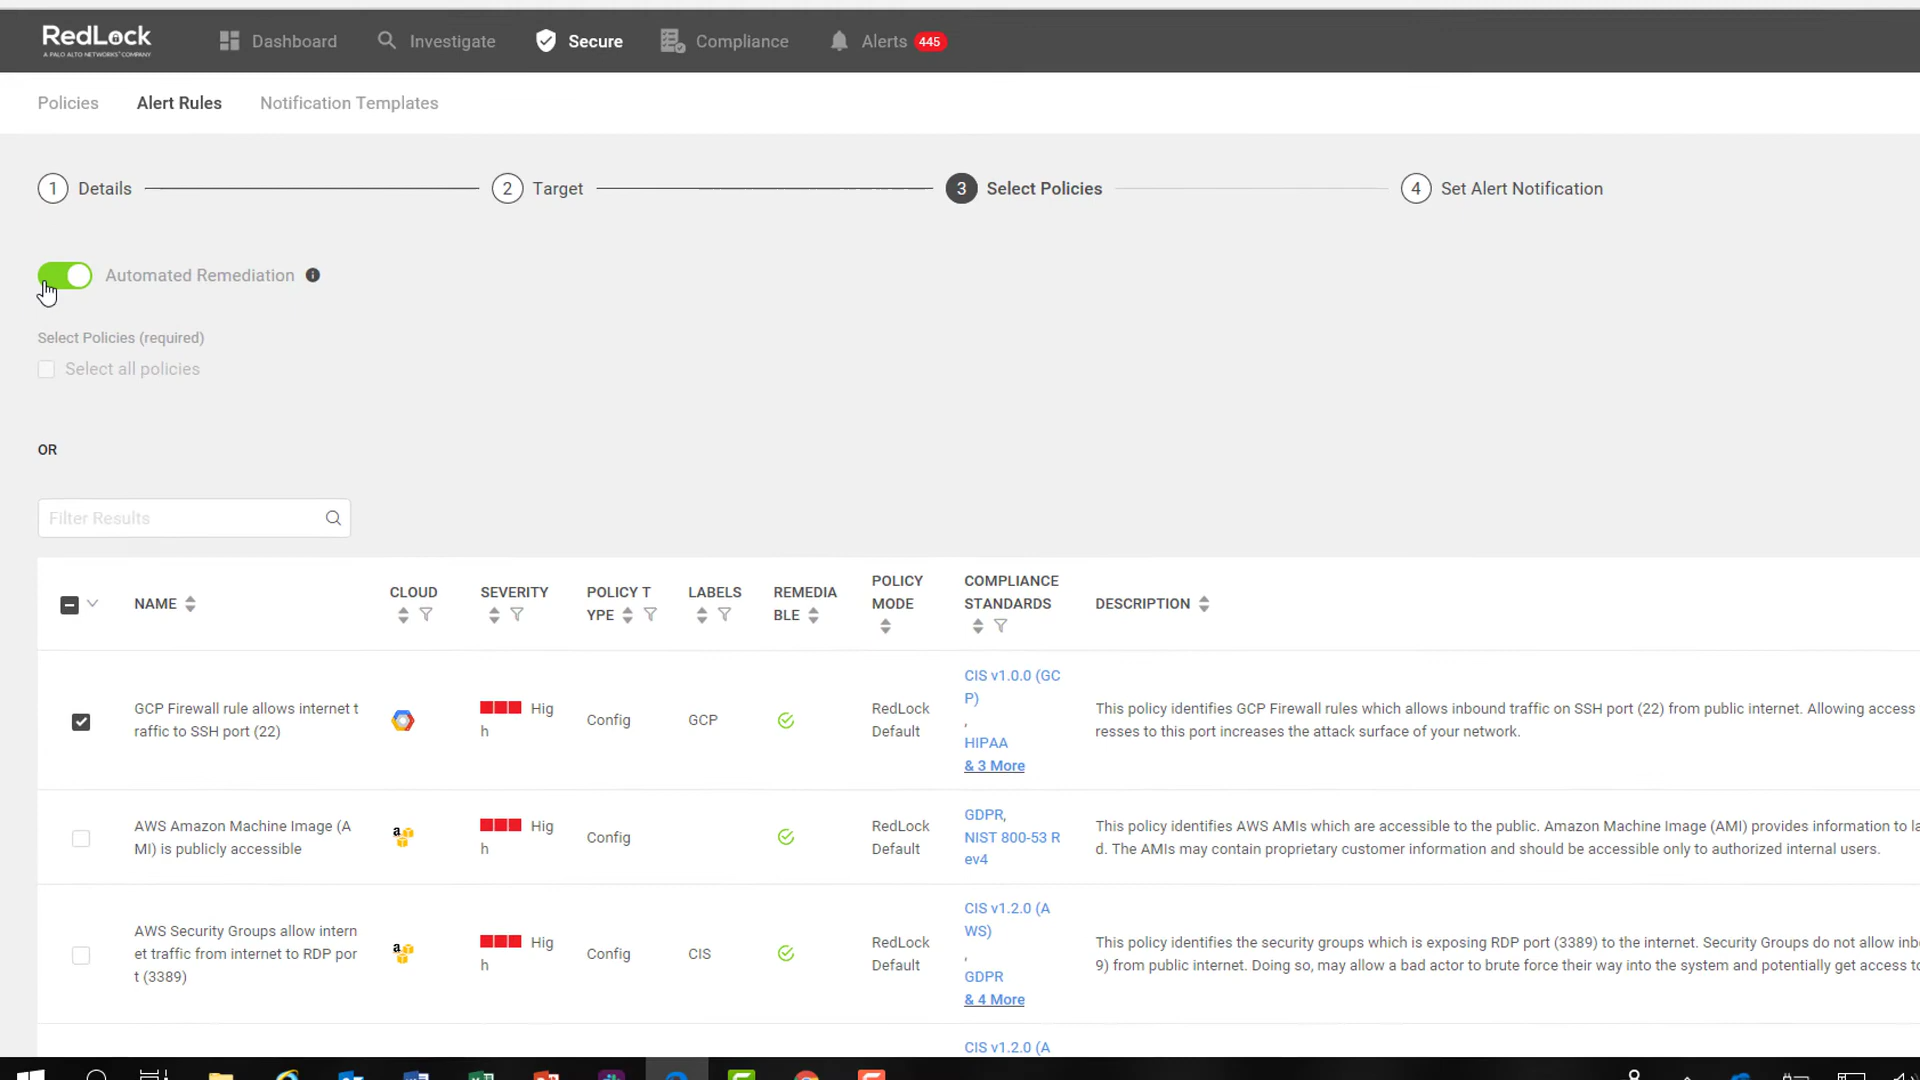 RedLock
A PALO ALTO NETWORKS COMPANY
Dashboard
Investigate
Secure
Compliance
Alerts 445
Policies
Alert Rules
Notification Templates
1 Details
2 Target
3 Select Policies
4 Set Alert Notification
Automated Remediation
Select Policies (required)
Select all policies
OR
Filter Results
NAME
CLOUD
SEVERITY
POLICY T
YPE
LABELS
REMEDIA
BLE
POLICY
MODE
COMPLIANCE
STANDARDS
DESCRIPTION
GCP Firewall rule allows internet t
raffic to SSH port (22)
Hig
h
Config
GCP
RedLock
Default
CIS v1.0.0 (GC
P)
,
HIPAA
& 3 More
This policy identifies GCP Firewall rules which allows inbound traffic on SSH port (22) from public internet. Allowing access
resses to this port increases the attack surface of your network.
AWS Amazon Machine Image (A
MI) is publicly accessible
Hig
h
Config
RedLock
Default
GDPR,
NIST 800-53 R
ev4
This policy identifies AWS AMIs which are accessible to the public. Amazon Machine Image (AMI) provides information to la
d. The AMIs may contain proprietary customer information and should be accessible only to authorized internal users.
AWS Security Groups allow intern
et traffic from internet to RDP por
t (3389)
Hig
h
Config
CIS
RedLock
Default
CIS v1.2.0 (A
WS)
,
GDPR
& 4 More
This policy identifies the security groups which is exposing RDP port (3389) to the internet. Security Groups do not allow inb
9) from public internet. Doing so, may allow a bad actor to brute force their way into the system and potentially get access to
CIS v1.2.0 (A